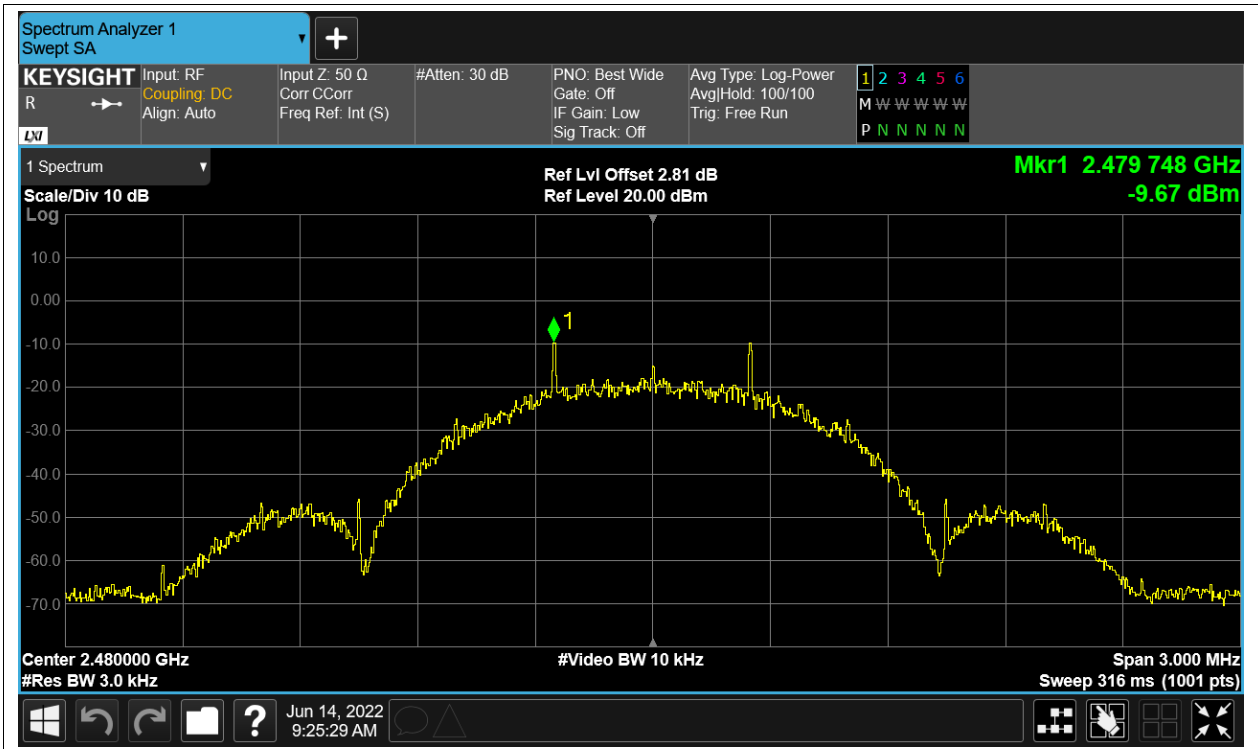 Spectrum Analyzer 1
Swept SA
KEYSIGHT
R
LXI
Input: RF
Coupling: DC
Align: Auto
Input Z: 50 Ω
Corr CCorr
Freq Ref: Int (S)
#Atten: 30 dB
PNO: Best Wide
Gate: Off
IF Gain: Low
Sig Track: Off
Avg Type: Log-Power
Avg|Hold: 100/100
Trig: Free Run
1 2 3 4 5 6
M W W W W W W
P N N N N N N
1 Spectrum
Scale/Div 10 dB
Log
Ref Lvl Offset 2.81 dB
Ref Level 20.00 dBm
Mkr1 2.479 748 GHz
-9.67 dBm
10.0
0.00
1
-10.0
-20.0
-30.0
-40.0
-50.0
-60.0
-70.0
Center 2.480000 GHz
#Video BW 10 kHz
Span 3.000 MHz
#Res BW 3.0 kHz
Sweep 316 ms (1001 pts)
?
Jun 14, 2022
9:25:29 AM